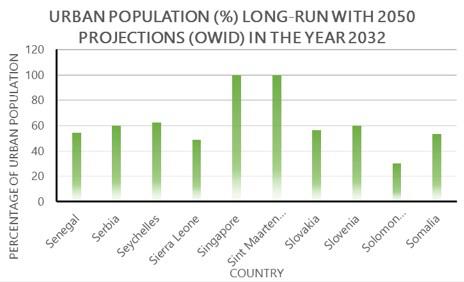 URBAN POPULATION (%) LONG-RUN WITH 2050
PROJECTIONS (OWID) IN THE YEAR 2032
PERCENTAGE OF URBAN POPULATION
120
100
80
60
40
20
0
Senegal
Serbia
Seychelles
Sierra Leone
Singapore
Sint Maarten...
Slovakia
Slovenia
Solomon...
Somalia
COUNTRY